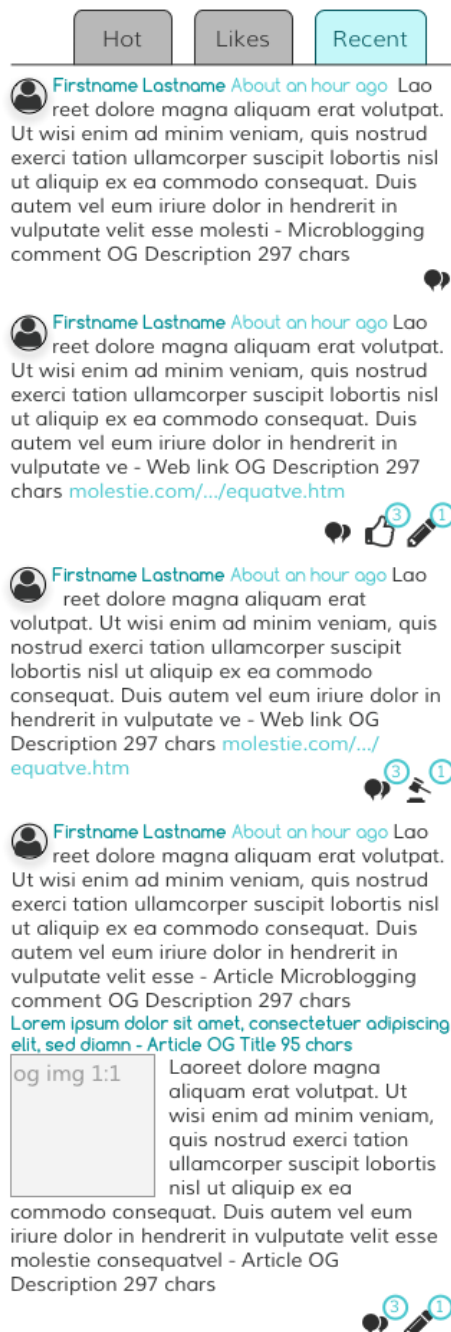 Hot Likes Recent
Firstname Lastname About an hour ago Lao
reet dolore magna aliquam erat volutpat.
Ut wisi enim ad minim veniam, quis nostrud
exerci tation ullamcorper suscipit lobortis nisl
ut aliquip ex ea commodo consequat. Duis
autem vel eum iriure dolor in hendrerit in
vulputate velit esse molesti - Microblogging
comment OG Description 297 chars
Firstname Lastname About an hour ago Lao
reet dolore magna aliquam erat volutpat.
Ut wisi enim ad minim veniam, quis nostrud
exerci tation ullamcorper suscipit lobortis nisl
ut aliquip ex ea commodo consequat. Duis
autem vel eum iriure dolor in hendrerit in
vulputate ve - Web link OG Description 297
chars molestie.com/.../equatve.htm
3 1
Firstname Lastname About an hour ago Lao
reet dolore magna aliquam erat
volutpat. Ut wisi enim ad minim veniam, quis
nostrud exerci tation ullamcorper suscipit
lobortis nisl ut aliquip ex ea commodo
consequat. Duis autem vel eum iriure dolor in
hendrerit in vulputate ve - Web link OG
Description 297 chars molestie.com/.../
equatve.htm
3 1
Firstname Lastname About an hour ago Lao
reet dolore magna aliquam erat volutpat.
Ut wisi enim ad minim veniam, quis nostrud
exerci tation ullamcorper suscipit lobortis nisl
ut aliquip ex ea commodo consequat. Duis
autem vel eum iriure dolor in hendrerit in
vulputate velit esse - Article Microblogging
comment OG Description 297 chars
Lorem ipsum dolor sit amet, consectetuer adipiscing
elit, sed diamn - Article OG Title 95 chars
og img 1:1
Laoreet dolore magna
aliquam erat volutpat. Ut
wisi enim ad minim veniam,
quis nostrud exerci tation
ullamcorper suscipit lobortis
nisl ut aliquip ex ea
commodo consequat. Duis autem vel eum
iriure dolor in hendrerit in vulputate velit esse
molestie consequatvel - Article OG
Description 297 chars
3 1